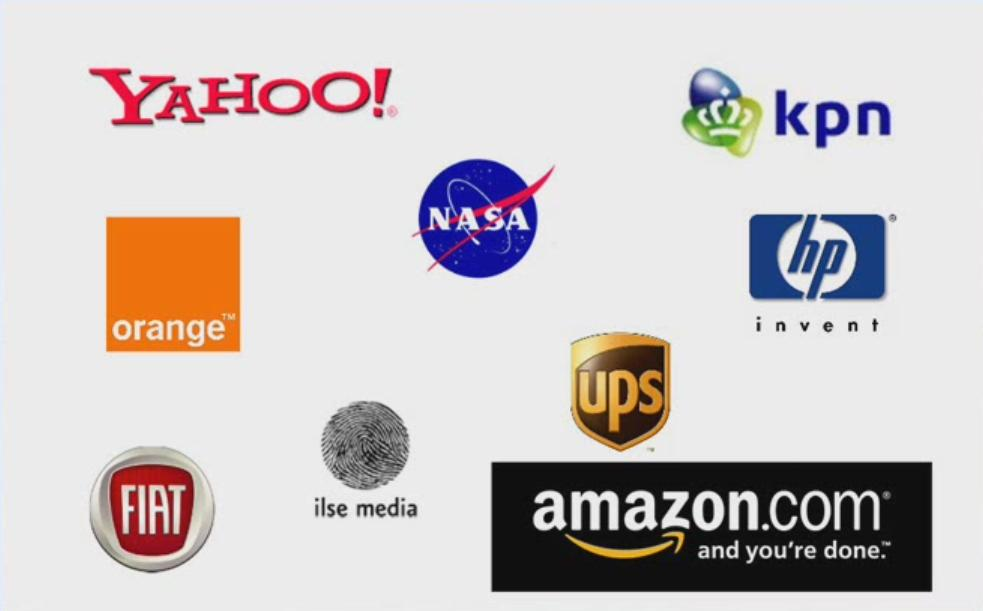 YAHOO!®
kpn
NASA
orange™
hp®
invent
ups
FIAT
ilse media
amazon.com®
and you're done.™